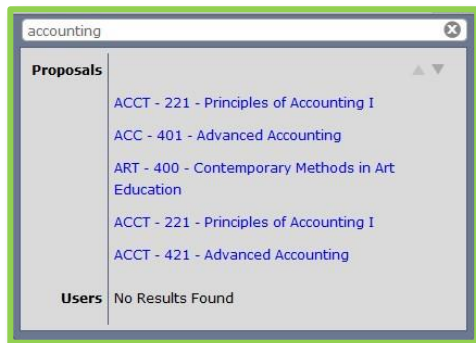 accounting
Proposals
ACCT - 221 - Principles of Accounting I
ACC - 401 - Advanced Accounting
ART - 400 - Contemporary Methods in Art
Education
ACCT - 221 - Principles of Accounting I
ACCT - 421 - Advanced Accounting
Users No Results Found